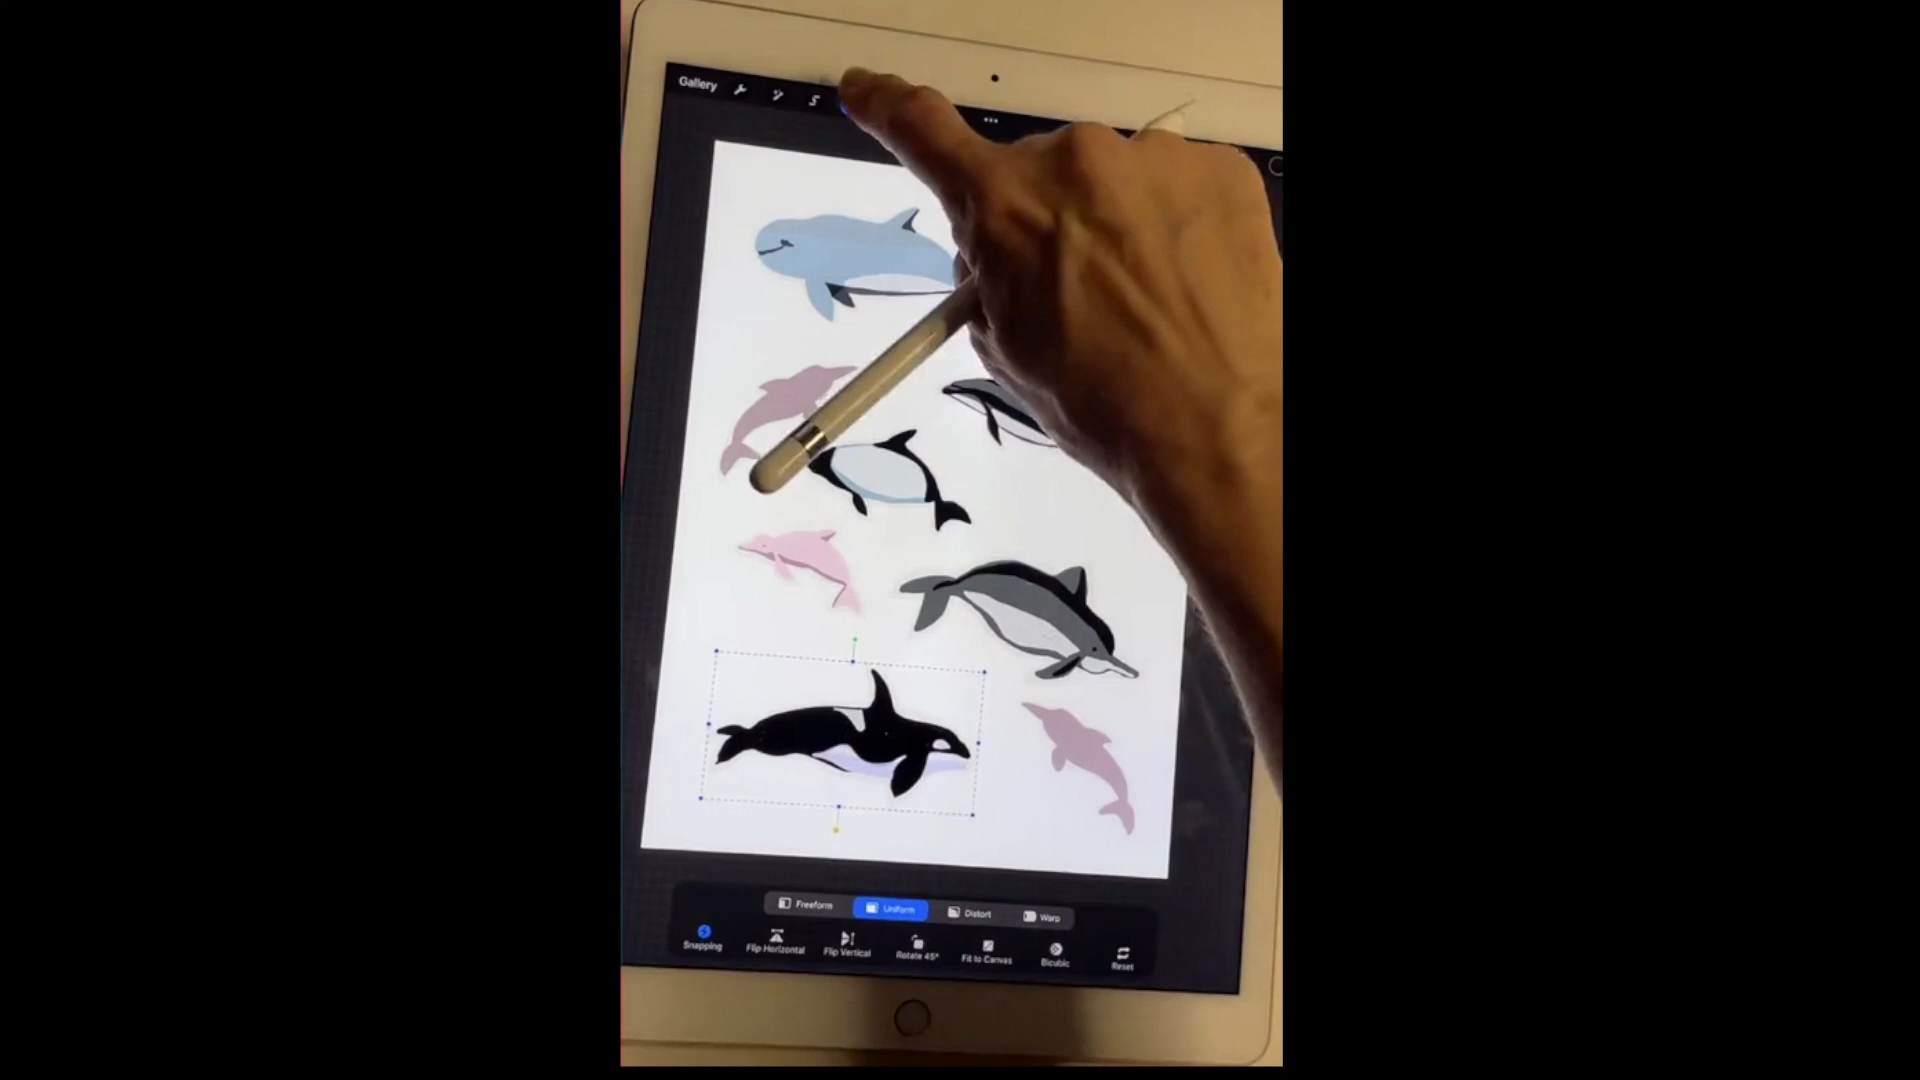 Gallery
Freeform Uniform Distort Warp
Snapping Flip Horizontal Flip Vertical Rotate 45° Fit to Canvas Bicubic Reset